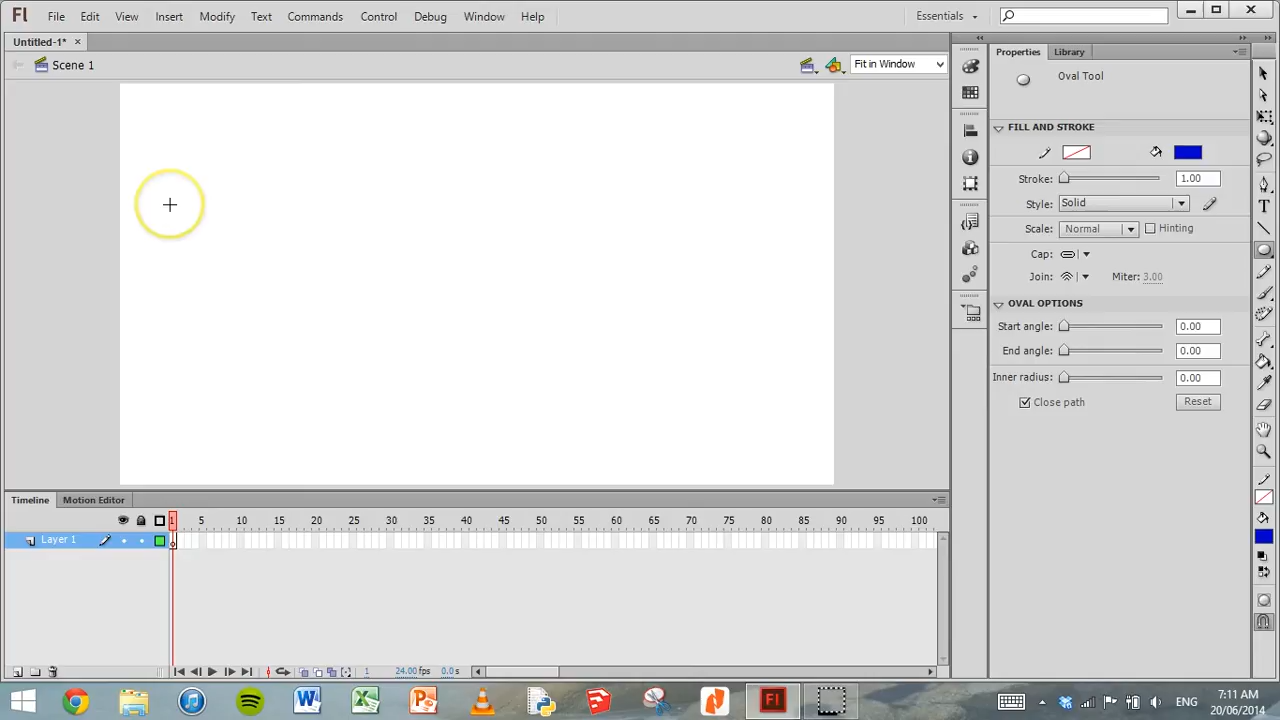 Fl File Edit View Insert Modify Text Commands Control Debug Window Help Essentials
Untitled-1* ×
Scene 1 Fit in Window
Properties Library
Oval Tool
FILL AND STROKE
Stroke: 1.00
Style: Solid
Scale: Normal Hinting
Cap:
Join: Miter: 3.00
OVAL OPTIONS
Start angle: 0.00
End angle: 0.00
Inner radius: 0.00
Close path Reset
Timeline Motion Editor
1 5 10 15 20 25 30 35 40 45 50 55 60 65 70 75 80 85 90 95 100
Layer 1
1 24.00 fps 0.0 s
Fl ENG 7:11 AM
20/06/2014